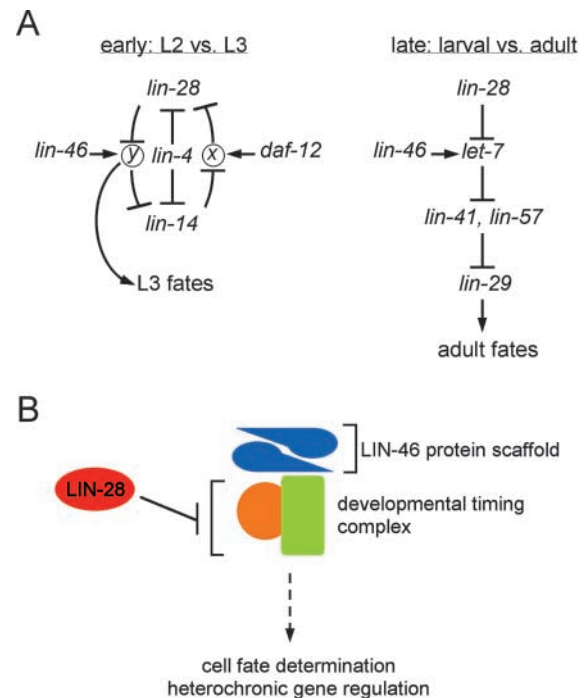 A
early: L2 vs. L3
lin-28
lin-46
y
lin-4
x
daf-12
lin-14
L3 fates
late: larval vs. adult
lin-28
lin-46
let-7
lin-41, lin-57
lin-29
adult fates
B
LIN-28
LIN-46 protein scaffold
developmental timing
complex
cell fate determination
heterochronic gene regulation